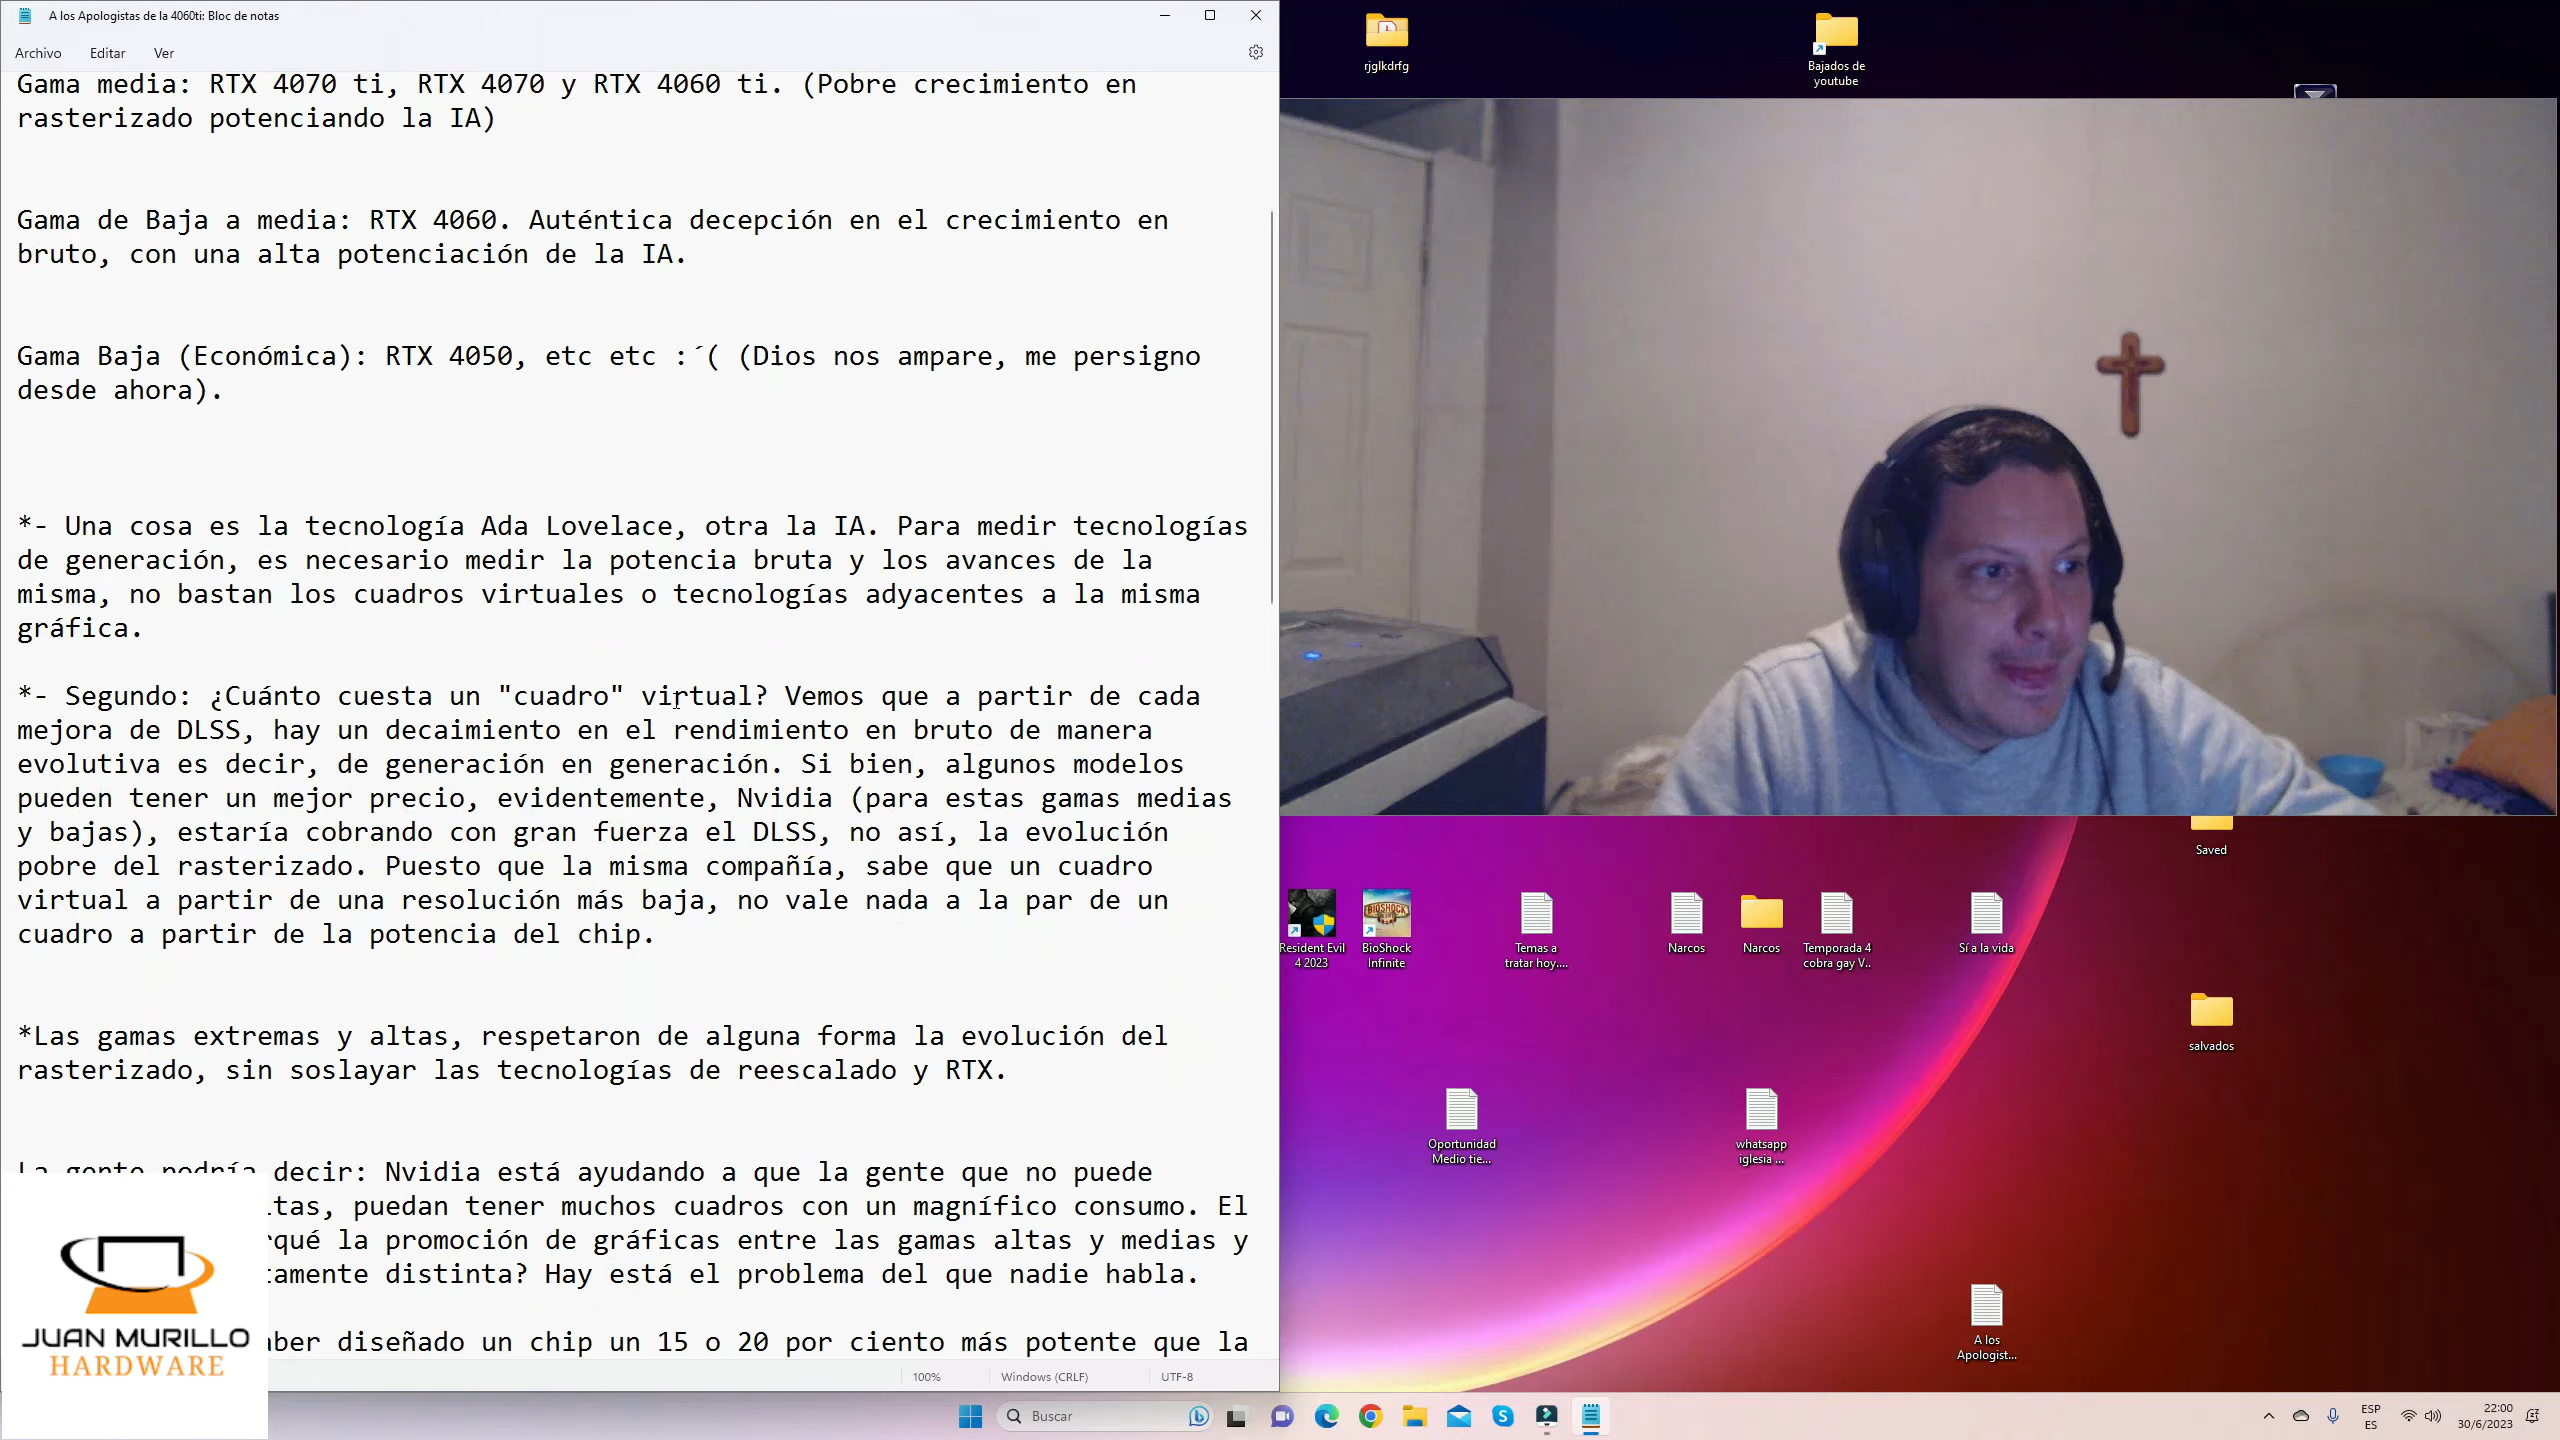 A los Apologistas de la 4060ti: Bloc de notas
Archivo Editar Ver
Gama media: RTX 4070 ti, RTX 4070 y RTX 4060 ti. (Pobre crecimiento en
rasterizado potenciando la IA)
Gama de Baja a media: RTX 4060. Auténtica decepción en el crecimiento en
bruto, con una alta potenciación de la IA.
Gama Baja (Económica): RTX 4050, etc etc :´( (Dios nos ampare, me persigno
desde ahora).
*- Una cosa es la tecnología Ada Lovelace, otra la IA. Para medir tecnologías
de generación, es necesario medir la potencia bruta y los avances de la
misma, no bastan los cuadros virtuales o tecnologías adyacentes a la misma
gráfica.
*- Segundo: ¿Cuánto cuesta un "cuadro" virtual? Vemos que a partir de cada
mejora de DLSS, hay un decaimiento en el rendimiento en bruto de manera
evolutiva es decir, de generación en generación. Si bien, algunos modelos
pueden tener un mejor precio, evidentemente, Nvidia (para estas gamas medias
y bajas), estaría cobrando con gran fuerza el DLSS, no así, la evolución
pobre del rasterizado. Puesto que la misma compañía, sabe que un cuadro
virtual a partir de una resolución más baja, no vale nada a la par de un
cuadro a partir de la potencia del chip.
*Las gamas extremas y altas, respetaron de alguna forma la evolución del
rasterizado, sin soslayar las tecnologías de reescalado y RTX.
La gente podría decir: Nvidia está ayudando a que la gente que no puede
ltas, puedan tener muchos cuadros con un magnífico consumo. El
rqué la promoción de gráficas entre las gamas altas y medias y
tamente distinta? Hay está el problema del que nadie habla.
aber diseñado un chip un 15 o 20 por ciento más potente que la
JUAN MURILLO
HARDWARE
100% Windows (CRLF) UTF-8
rjglkdrfg
Bajados de
youtube
Saved
Resident Evil
4 2023
BioShock
Infinite
Temas a
tratar hoy....
Narcos
Narcos
Temporada 4
cobra gay V..
Sí a la vida
salvados
Oportunidad
Medio tie...
whatsapp
iglesia ...
A los
Apologist...
Buscar
ESP
ES
22:00
30/6/2023